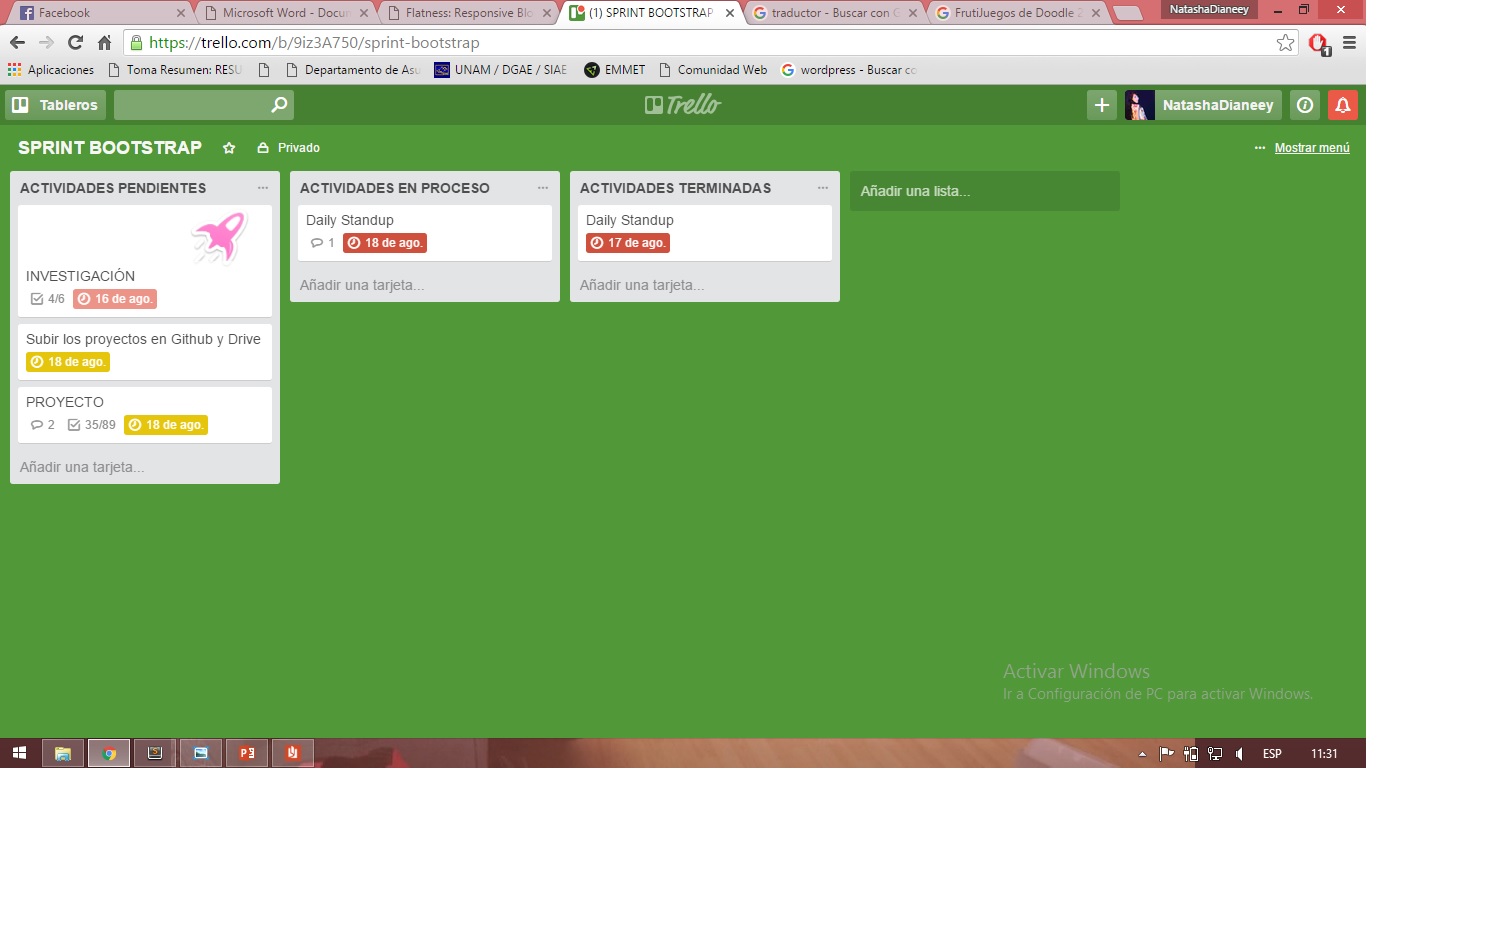 Facebook
Microsoft Word - Docun
Flatness: Responsive Blo
(1) SPRINT BOOTSTRAP
traductor - Buscar con G
FrutiJuegos de Doodle 2
NatashaDianeey
https://trello.com/b/9iz3A750/sprint-bootstrap
1
Aplicaciones
Toma Resumen: RESU
Departamento de Asu
UNAM / DGAE / SIAE
EMMET
Comunidad Web
wordpress - Buscar co
Tableros
Trello
NatashaDianeey
SPRINT BOOTSTRAP
Privado
... Mostrar menú
ACTIVIDADES PENDIENTES ...
INVESTIGACIÓN
4/6 16 de ago.
Subir los proyectos en Github y Drive
18 de ago.
PROYECTO
2 35/89 18 de ago.
Añadir una tarjeta...
ACTIVIDADES EN PROCESO ...
Daily Standup
1 18 de ago.
Añadir una tarjeta...
ACTIVIDADES TERMINADAS ...
Daily Standup
17 de ago.
Añadir una tarjeta...
Añadir una lista...
Activar Windows
Ir a Configuración de PC para activar Windows.
ESP
11:31